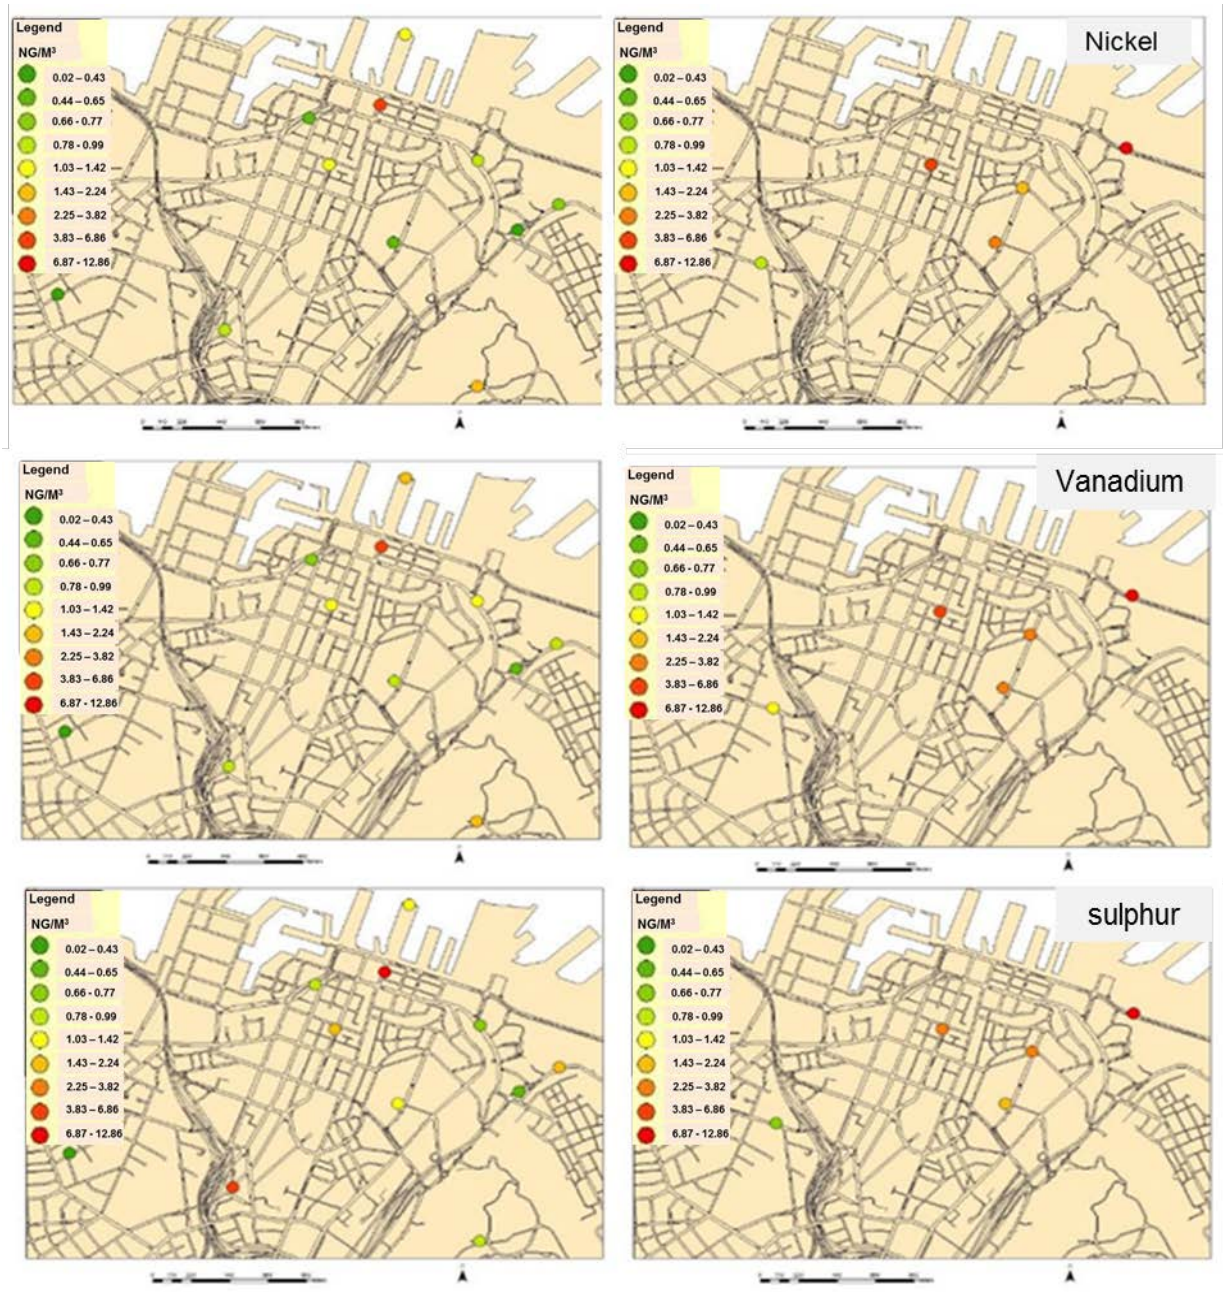 Legend
NG/M³
0.02 – 0.43
0.44 – 0.65
0.66 - 0.77
0.78 - 0.99
1.03 – 1.42
1.43 – 2.24
2.25 – 3.82
3.83 – 6.86
6.87 - 12.86
Legend
NG/M³
0.02 – 0.43
0.44 – 0.65
0.66 - 0.77
0.78 - 0.99
1.03 – 1.42
1.43 – 2.24
2.25 – 3.82
3.83 – 6.86
6.87 - 12.86
Nickel
Legend
NG/M³
0.02 – 0.43
0.44 – 0.65
0.66 - 0.77
0.78 - 0.99
1.03 – 1.42
1.43 – 2.24
2.25 – 3.82
3.83 – 6.86
6.87 - 12.86
Legend
NG/M³
0.02 – 0.43
0.44 – 0.65
0.66 - 0.77
0.78 - 0.99
1.03 – 1.42
1.43 – 2.24
2.25 – 3.82
3.83 – 6.86
6.87 - 12.86
Vanadium
Legend
NG/M³
0.02 – 0.43
0.44 – 0.65
0.66 - 0.77
0.78 - 0.99
1.03 – 1.42
1.43 – 2.24
2.25 – 3.82
3.83 – 6.86
6.87 - 12.86
Legend
NG/M³
0.02 – 0.43
0.44 – 0.65
0.66 - 0.77
0.78 - 0.99
1.03 – 1.42
1.43 – 2.24
2.25 – 3.82
3.83 – 6.86
6.87 - 12.86
sulphur